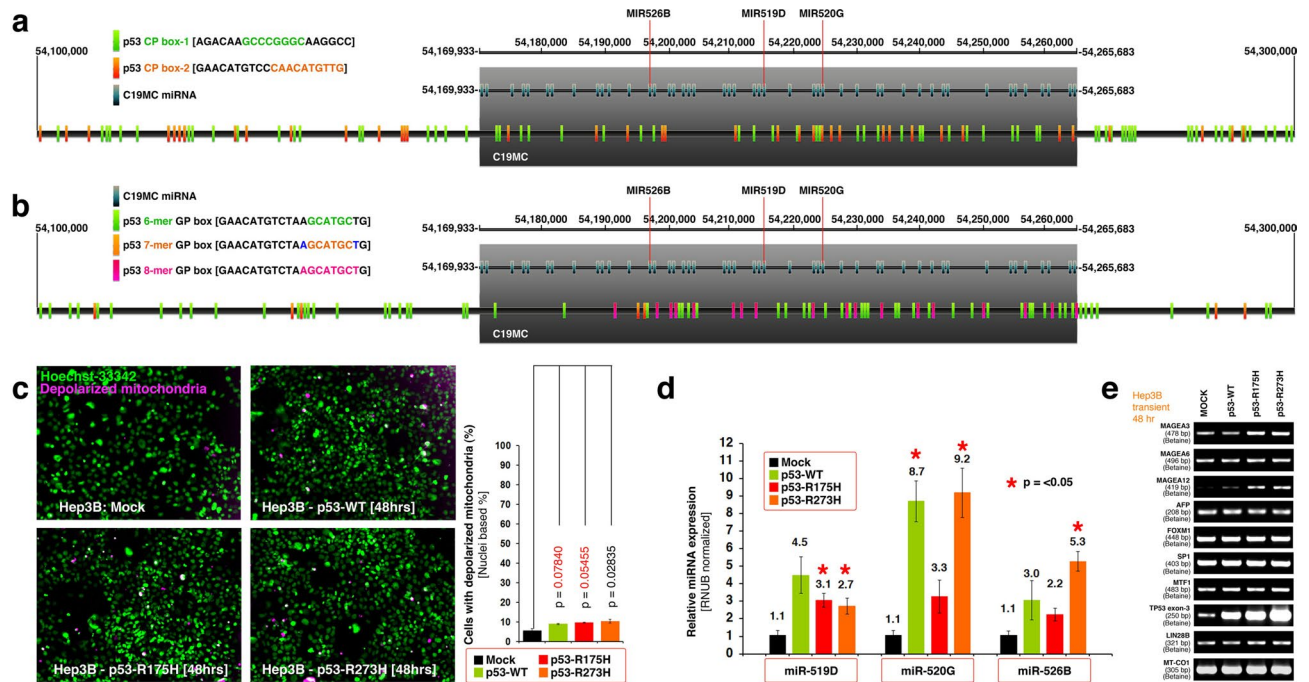 a
MIR526B
MIR519D
MIR520G
p53 CP box-1 [AGACAAGCCCGGGCAAGGCC]
p53 CP box-2 [GAACATGTCCCAACATGTTG]
C19MC miRNA
54,100,000
54,169,933-
54,180,000 54,190,000 54,200,000 54,210,000 54,220,000 54,230,000 54,240,000 54,250,000 54,260,000
-54,265,683
54,300,000
54,169,933-
-54,265,683
C19MC
b
C19MC miRNA
p53 6-mer GP box [GAACATGTCTAAGCATGCTG]
p53 7-mer GP box [GAACATGTCTAAGCATGCTG]
p53 8-mer GP box [GAACATGTCTAAGCATGCTG]
MIR526B
MIR519D
MIR520G
54,100,000
54,169,933-
54,180,000 54,190,000 54,200,000 54,210,000 54,220,000 54,230,000 54,240,000 54,250,000 54,260,000
-54,265,683
54,300,000
54,169,933-
-54,265,683
C19MC
c
Hoechst-33342
Depolarized mitochondria
Hep3B: Mock
Hep3B - p53-WT [48hrs]
Hep3B - p53-R175H [48hrs]
Hep3B - p53-R273H [48hrs]
Cells with depolarized mitochondria (%)
[Nuclei based %]
100
90
80
70
60
50
40
30
20
10
0
p = 0.07840
p = 0.05455
p = 0.02835
Mock
p53-R175H
p53-WT
p53-R273H
d
Relative miRNA expression
[RNUB normalized]
12
11
10
9
8
7
6
5
4
3
2
1
0
Mock
p53-WT
p53-R175H
p53-R273H
* p = <0.05
1.1
4.5
* 3.1
* 2.7
1.1
* 8.7
3.3
* 9.2
1.1
3.0
2.2
* 5.3
miR-519D
miR-520G
miR-526B
e
Hep3B
transient
48 hr
MOCK
p53-WT
p53-R175H
p53-R273H
MAGEA3
(478 bp)
(Betaine)
MAGEA6
(496 bp)
(Betaine)
MAGEA12
(419 bp)
(Betaine)
AFP
(208 bp)
(Betaine)
FOXM1
(448 bp)
(Betaine)
SP1
(403 bp)
(Betaine)
MTF1
(483 bp)
(Betaine)
TP53 exon-3
(250 bp)
(Betaine)
LIN28B
(321 bp)
(Betaine)
MT-CO1
(305 bp)
(Betaine)